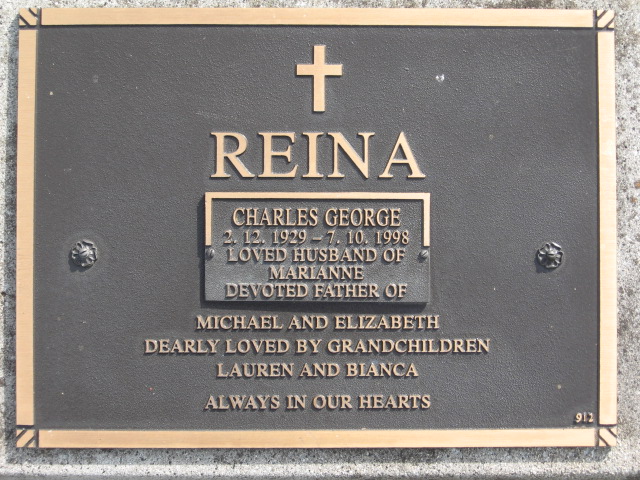 REINA
CHARLES GEORGE
2. 12. 1929 – 7. 10. 1998
LOVED HUSBAND OF
MARIANNE
DEVOTED FATHER OF
MICHAEL AND ELIZABETH
DEARLY LOVED BY GRANDCHILDREN
LAUREN AND BIANCA
ALWAYS IN OUR HEARTS
912